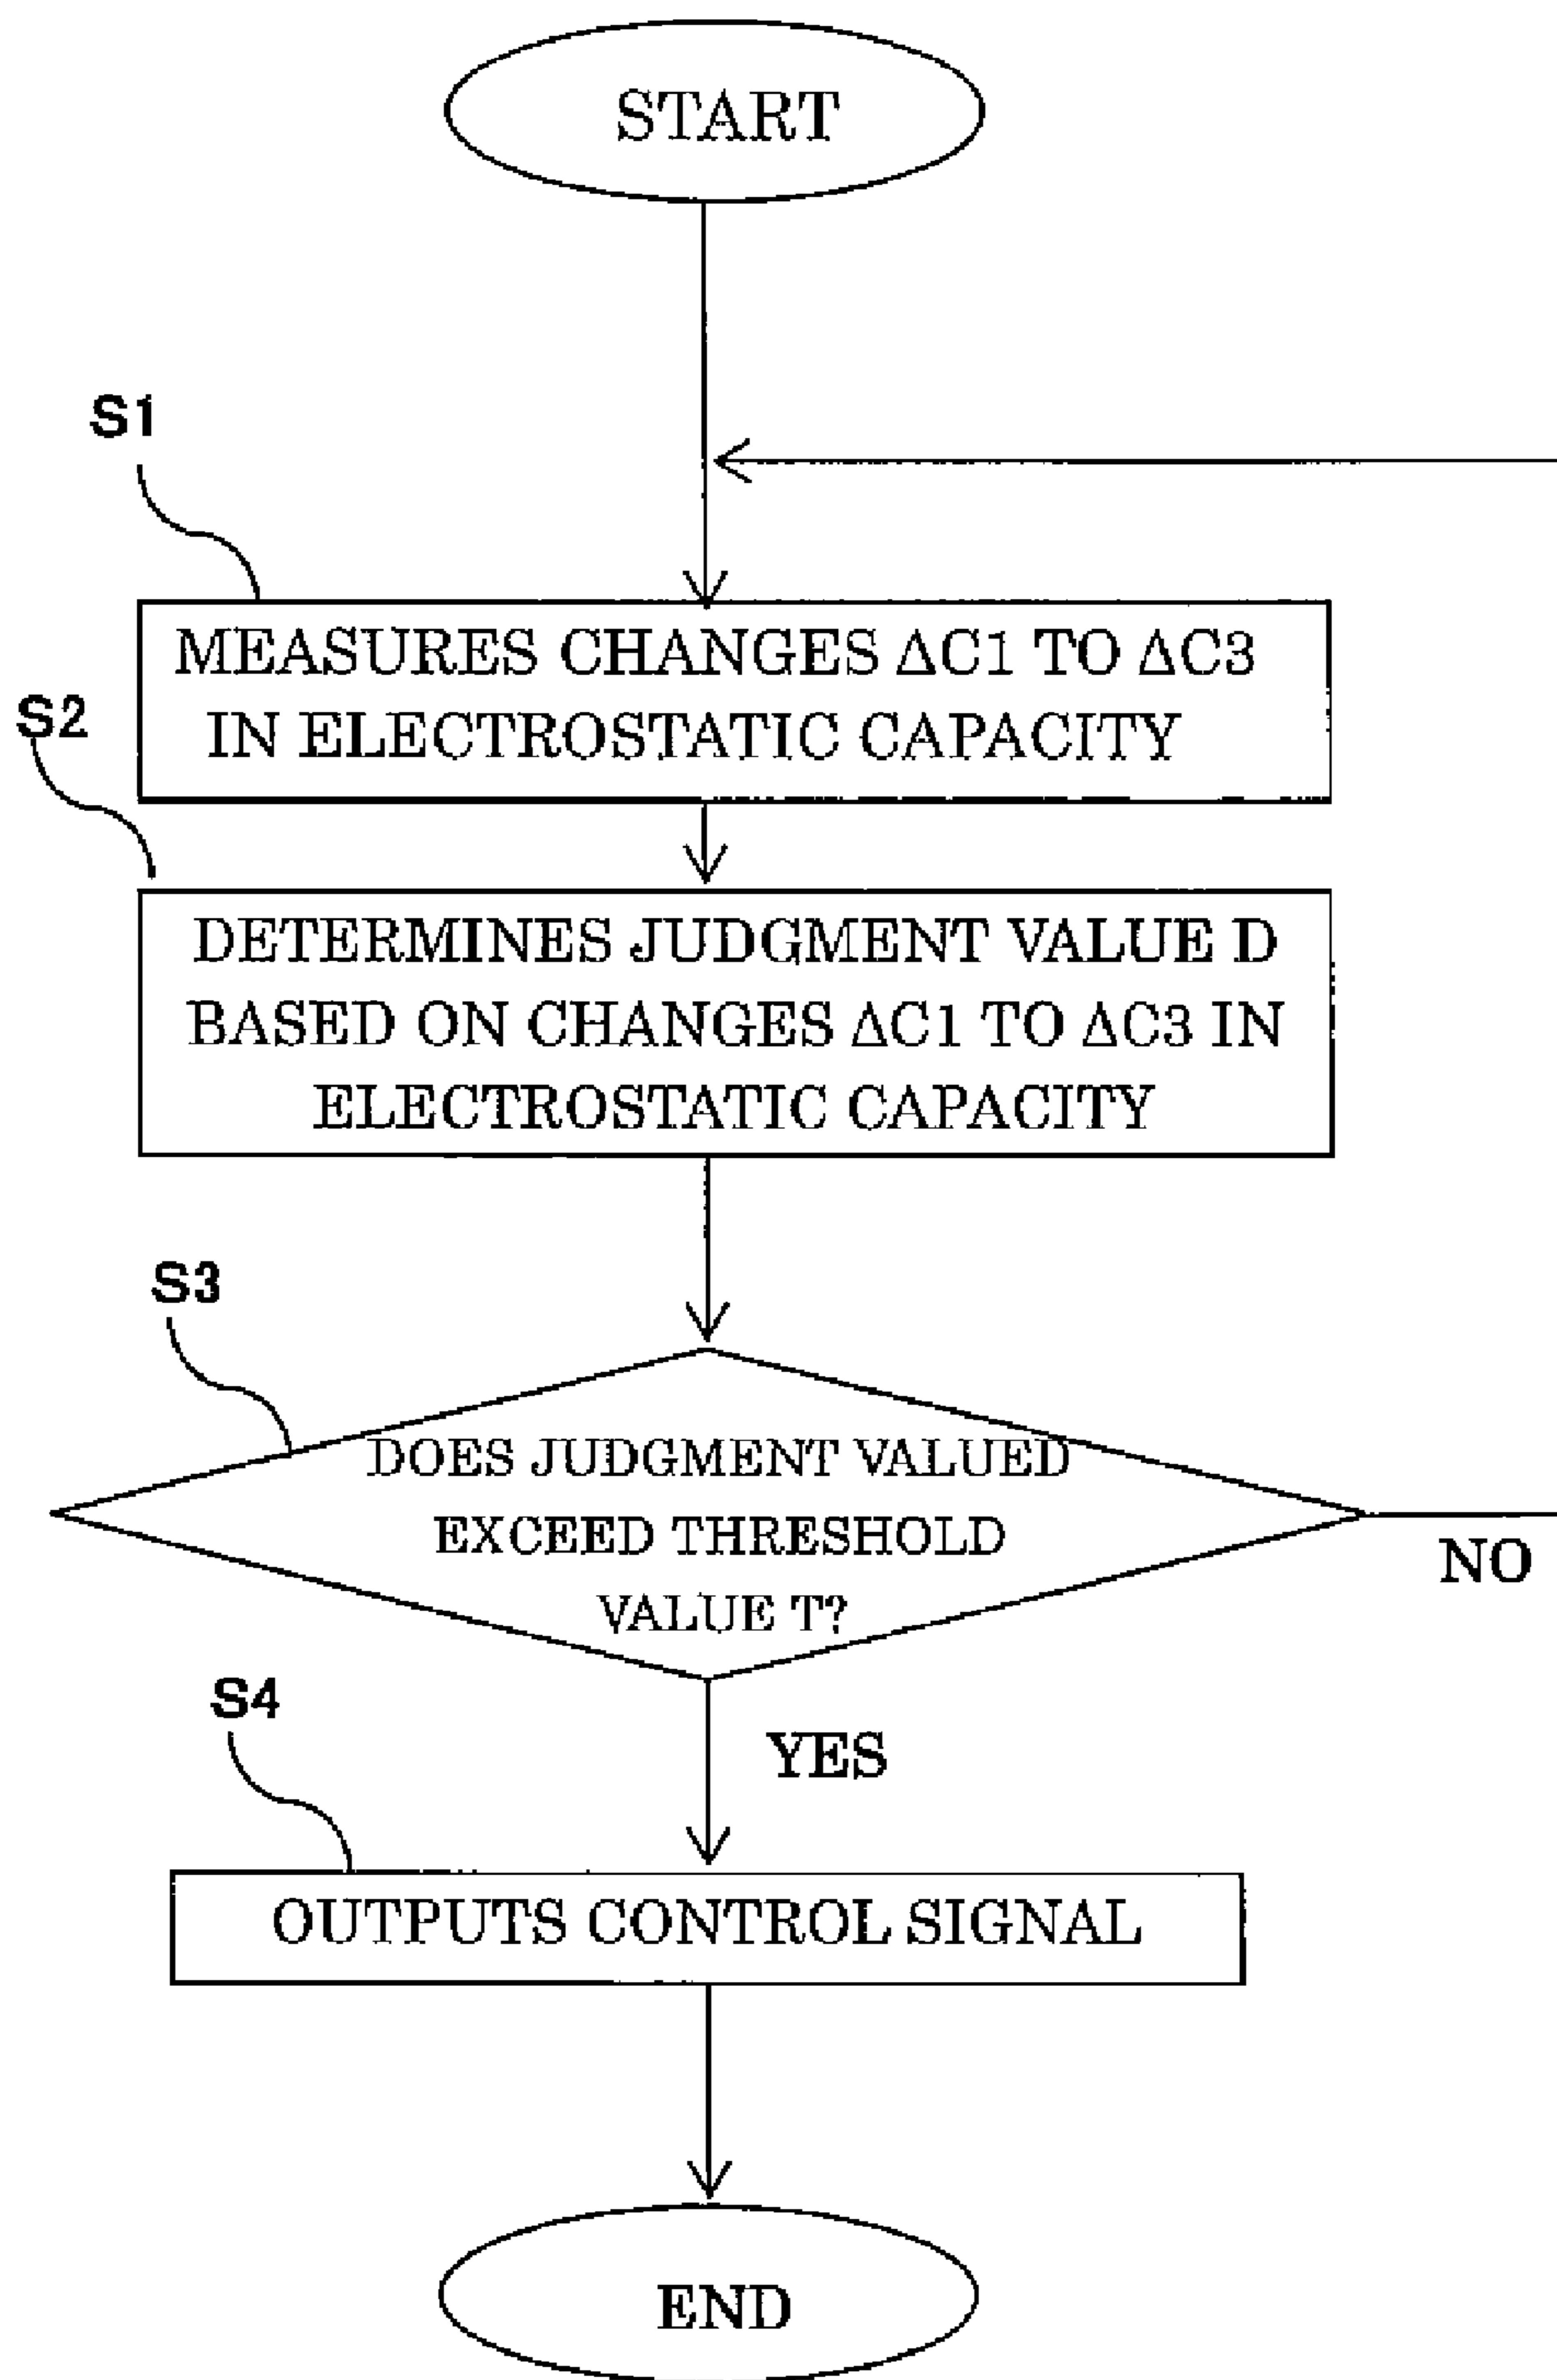 START
S1
MEASURES CHANGES ΔC1 TO ΔC3
IN ELECTROSTATIC CAPACITY
S2
DETERMINES JUDGMENT VALUE D
BASED ON CHANGES ΔC1 TO ΔC3 IN
ELECTROSTATIC CAPACITY
S3
DOES JUDGMENT VALUED
EXCEED THRESHOLD
VALUE T?
NO
S4
YES
OUTPUTS CONTROL SIGNAL
END